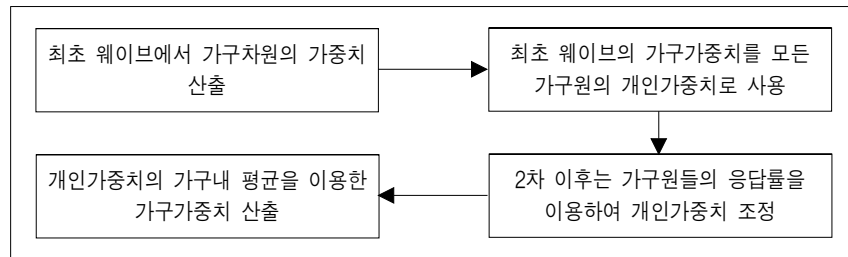 최초 웨이브에서 가구차원의 가중치
산출
최초 웨이브의 가구가중치를 모든
가구원의 개인가중치로 사용
2차 이후는 가구원들의 응답률을
이용하여 개인가중치 조정
개인가중치의 가구내 평균을 이용한
가구가중치 산출